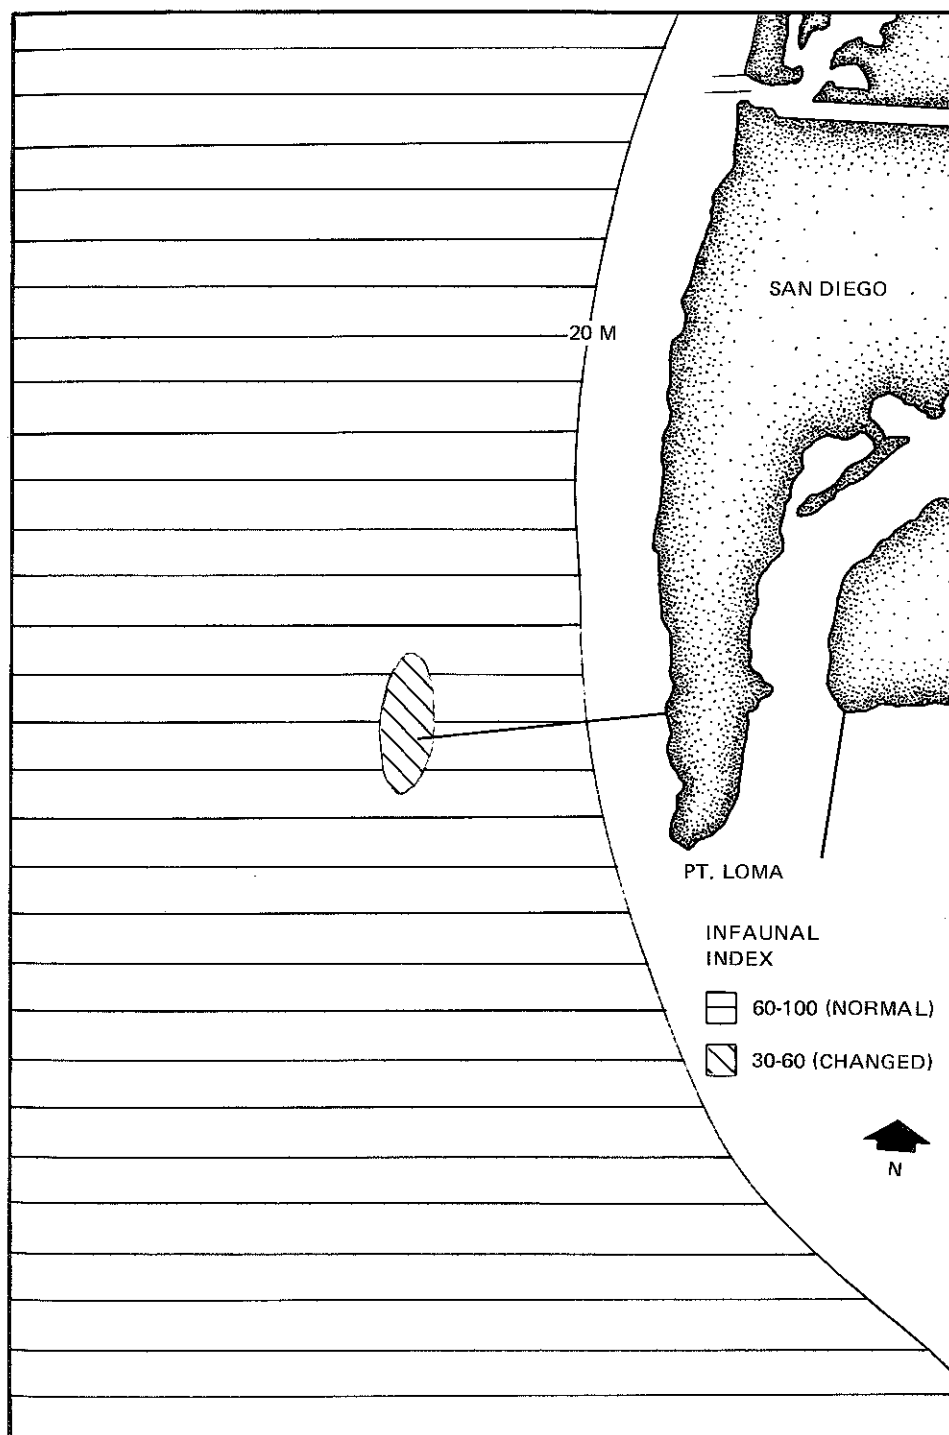 SAN DIEGO
20 M
PT. LOMA
INFAUNAL
INDEX
60-100 (NORMAL)
30-60 (CHANGED)
N